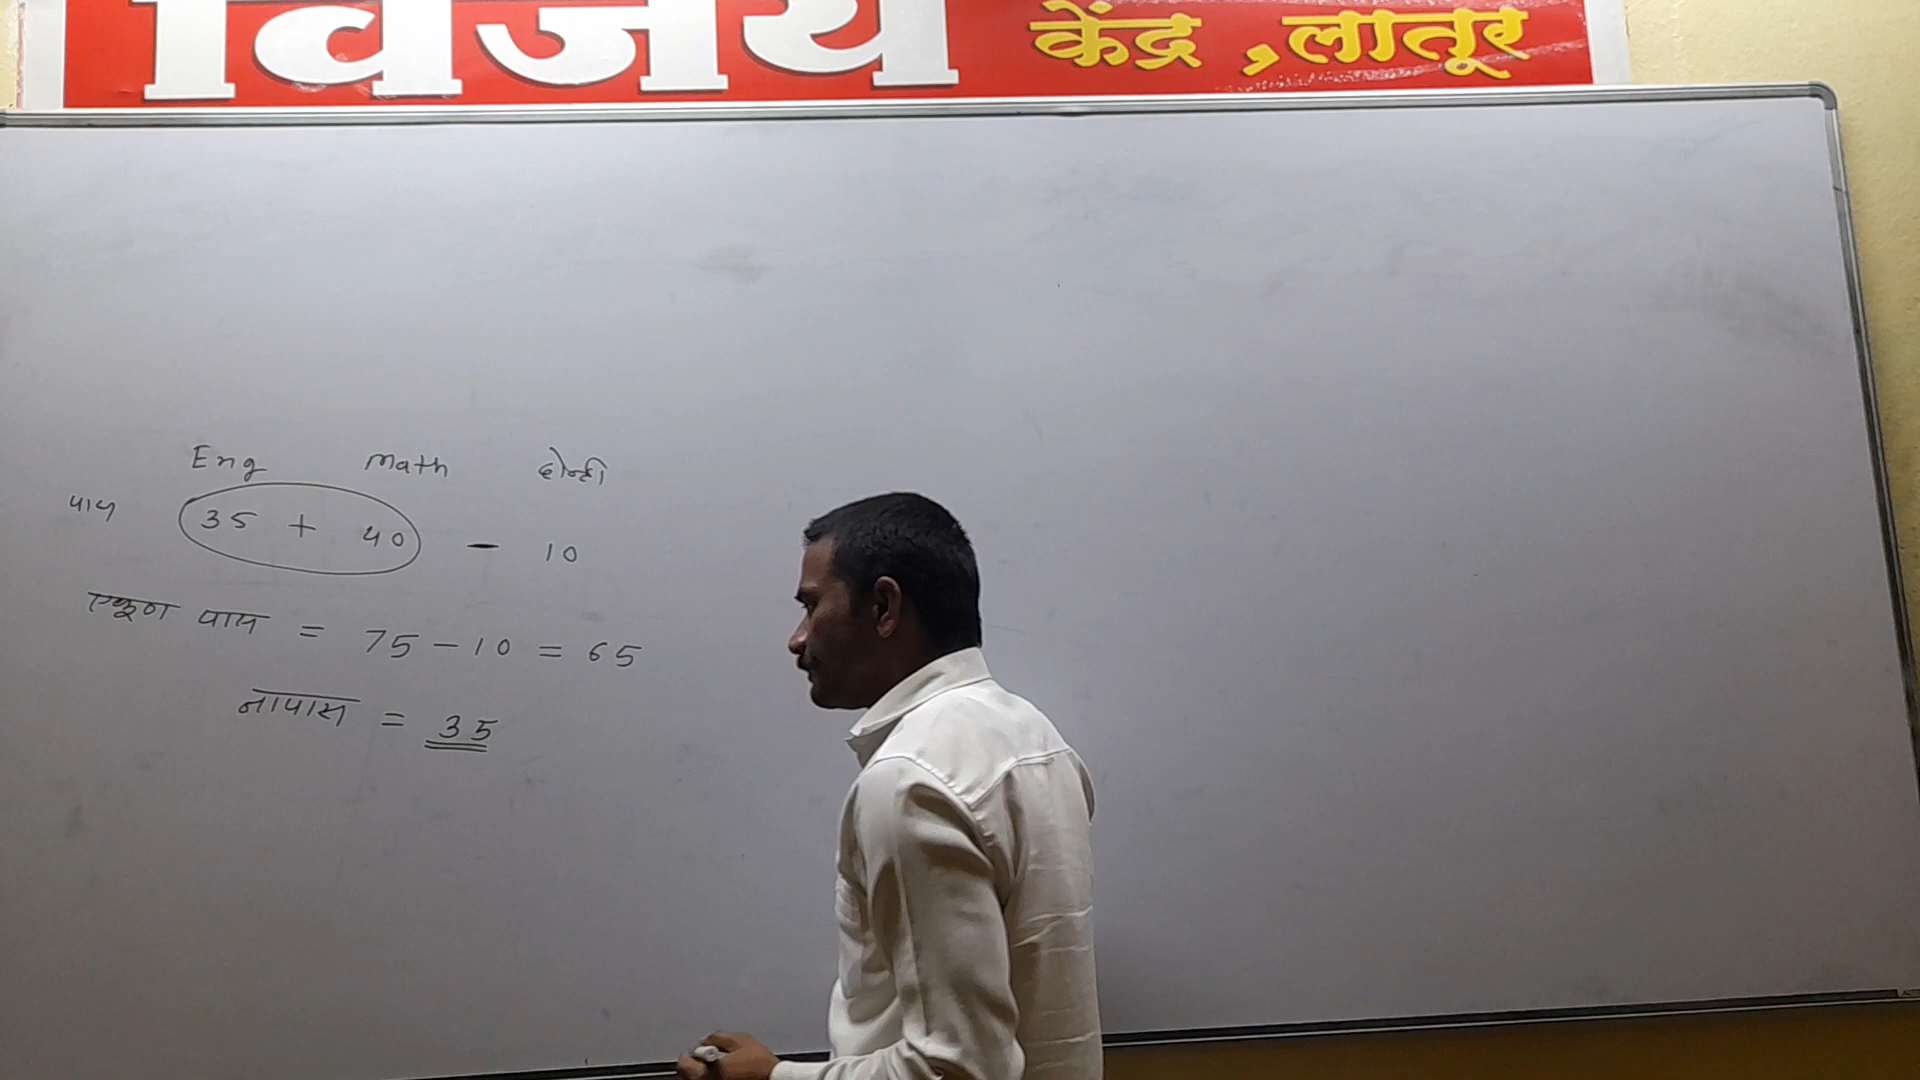 विजय केंद्र ,लातूर
Eng Math दोन्ही
पास 35 + 40 - 10
एकूण पास = 75 - 10 = 65
नापास = 35